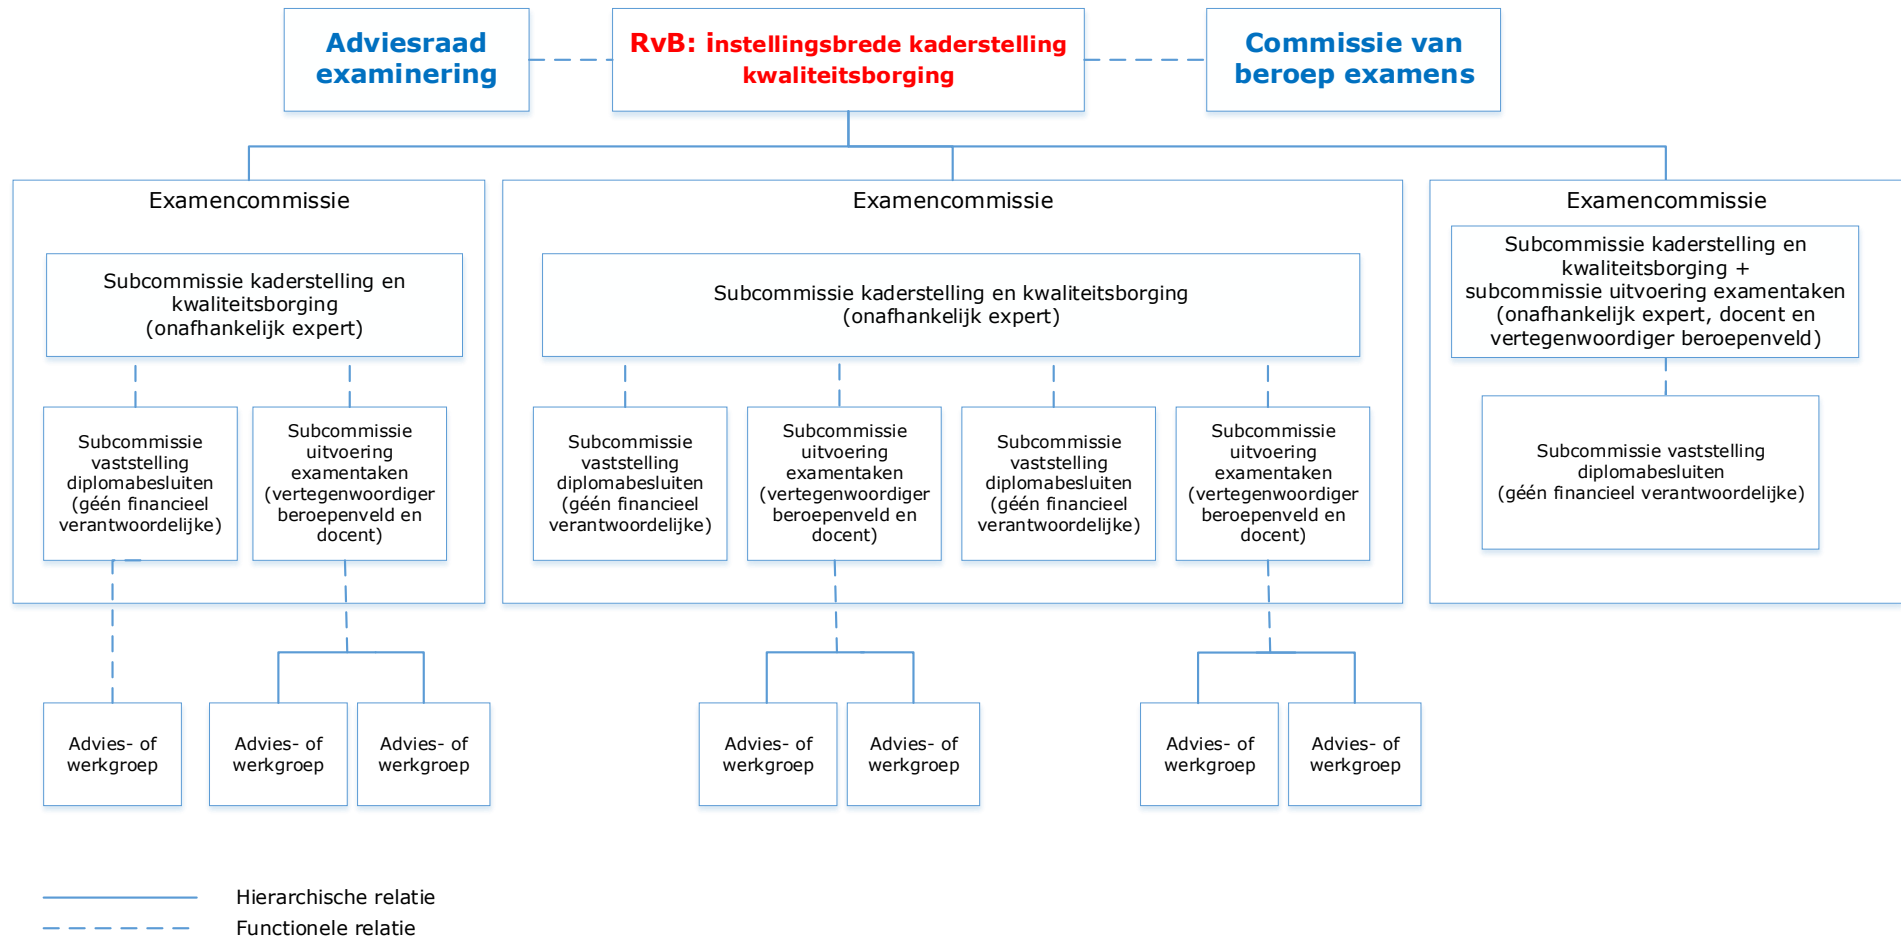 Adviesraad
examinering
RvB: instellingsbrede kaderstelling
kwaliteitsborging
Commissie van
beroep examens
Examencommissie
Subcommissie kaderstelling en
kwaliteitsborging
(onafhankelijk expert)
Subcommissie
vaststelling
diplomabesluiten
(géén financieel
verantwoordelijke)
Subcommissie
uitvoering
examentaken
(vertegenwoordiger
beroepenveld en
docent)
Examencommissie
Subcommissie kaderstelling en kwaliteitsborging
(onafhankelijk expert)
Subcommissie
vaststelling
diplomabesluiten
(géén financieel
verantwoordelijke)
Subcommissie
uitvoering
examentaken
(vertegenwoordiger
beroepenveld en
docent)
Subcommissie
vaststelling
diplomabesluiten
(géén financieel
verantwoordelijke)
Subcommissie
uitvoering
examentaken
(vertegenwoordiger
beroepenveld en
docent)
Examencommissie
Subcommissie kaderstelling en
kwaliteitsborging +
subcommissie uitvoering examentaken
(onafhankelijk expert, docent en
vertegenwoordiger beroepenveld)
Subcommissie vaststelling
diplomabesluiten
(géén financieel verantwoordelijke)
Advies- of
werkgroep
Advies- of
werkgroep
Advies- of
werkgroep
Advies- of
werkgroep
Advies- of
werkgroep
Advies- of
werkgroep
Advies- of
werkgroep
Hierarchische relatie
Functionele relatie